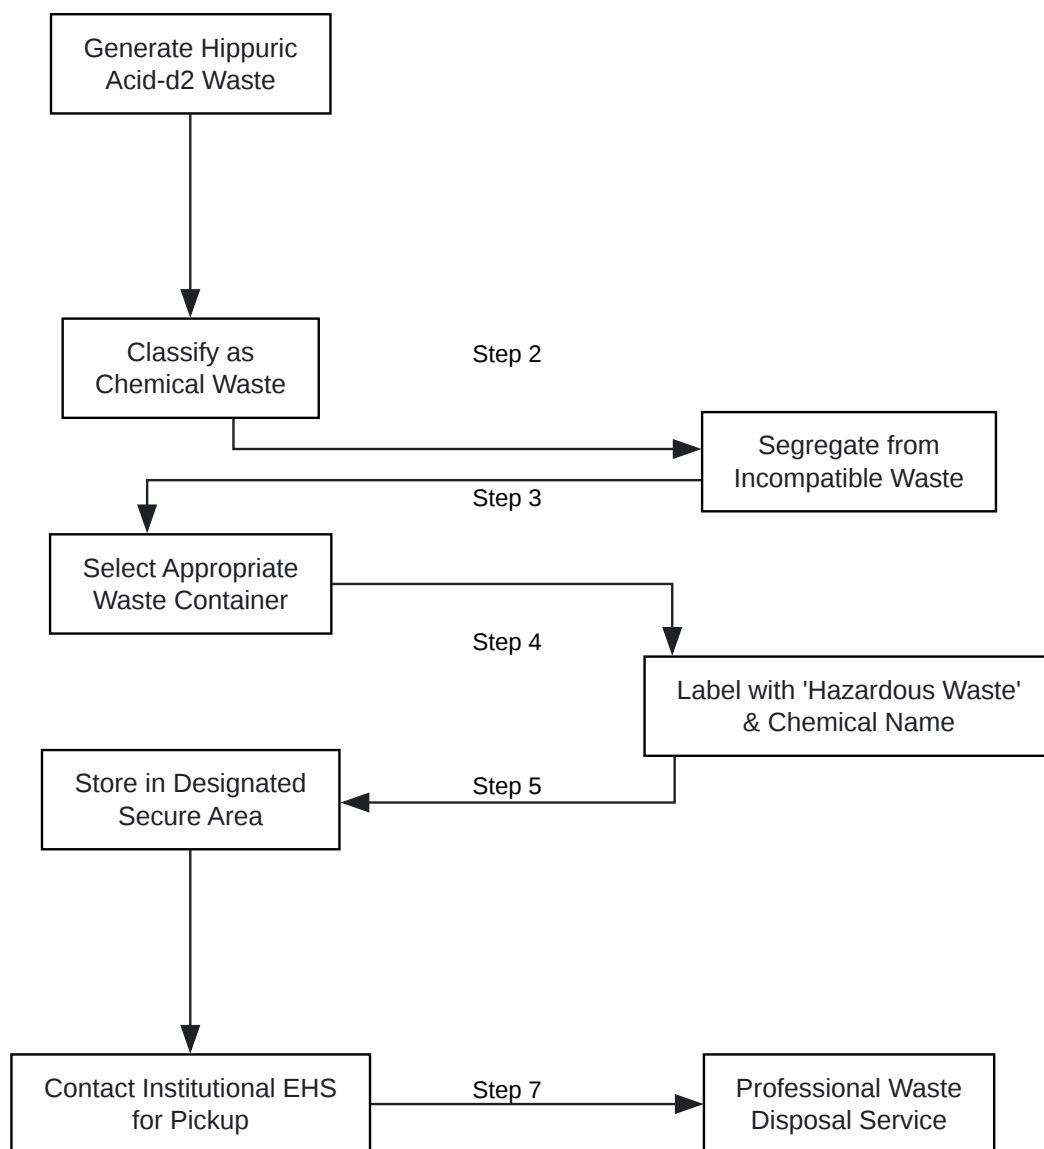 Generate Hippuric
Acid-d2 Waste
Classify as
Chemical Waste
Step 2
Segregate from
Incompatible Waste
Step 3
Select Appropriate
Waste Container
Step 4
Label with 'Hazardous Waste'
& Chemical Name
Store in Designated
Secure Area
Step 5
Contact Institutional EHS
for Pickup
Step 7
Professional Waste
Disposal Service